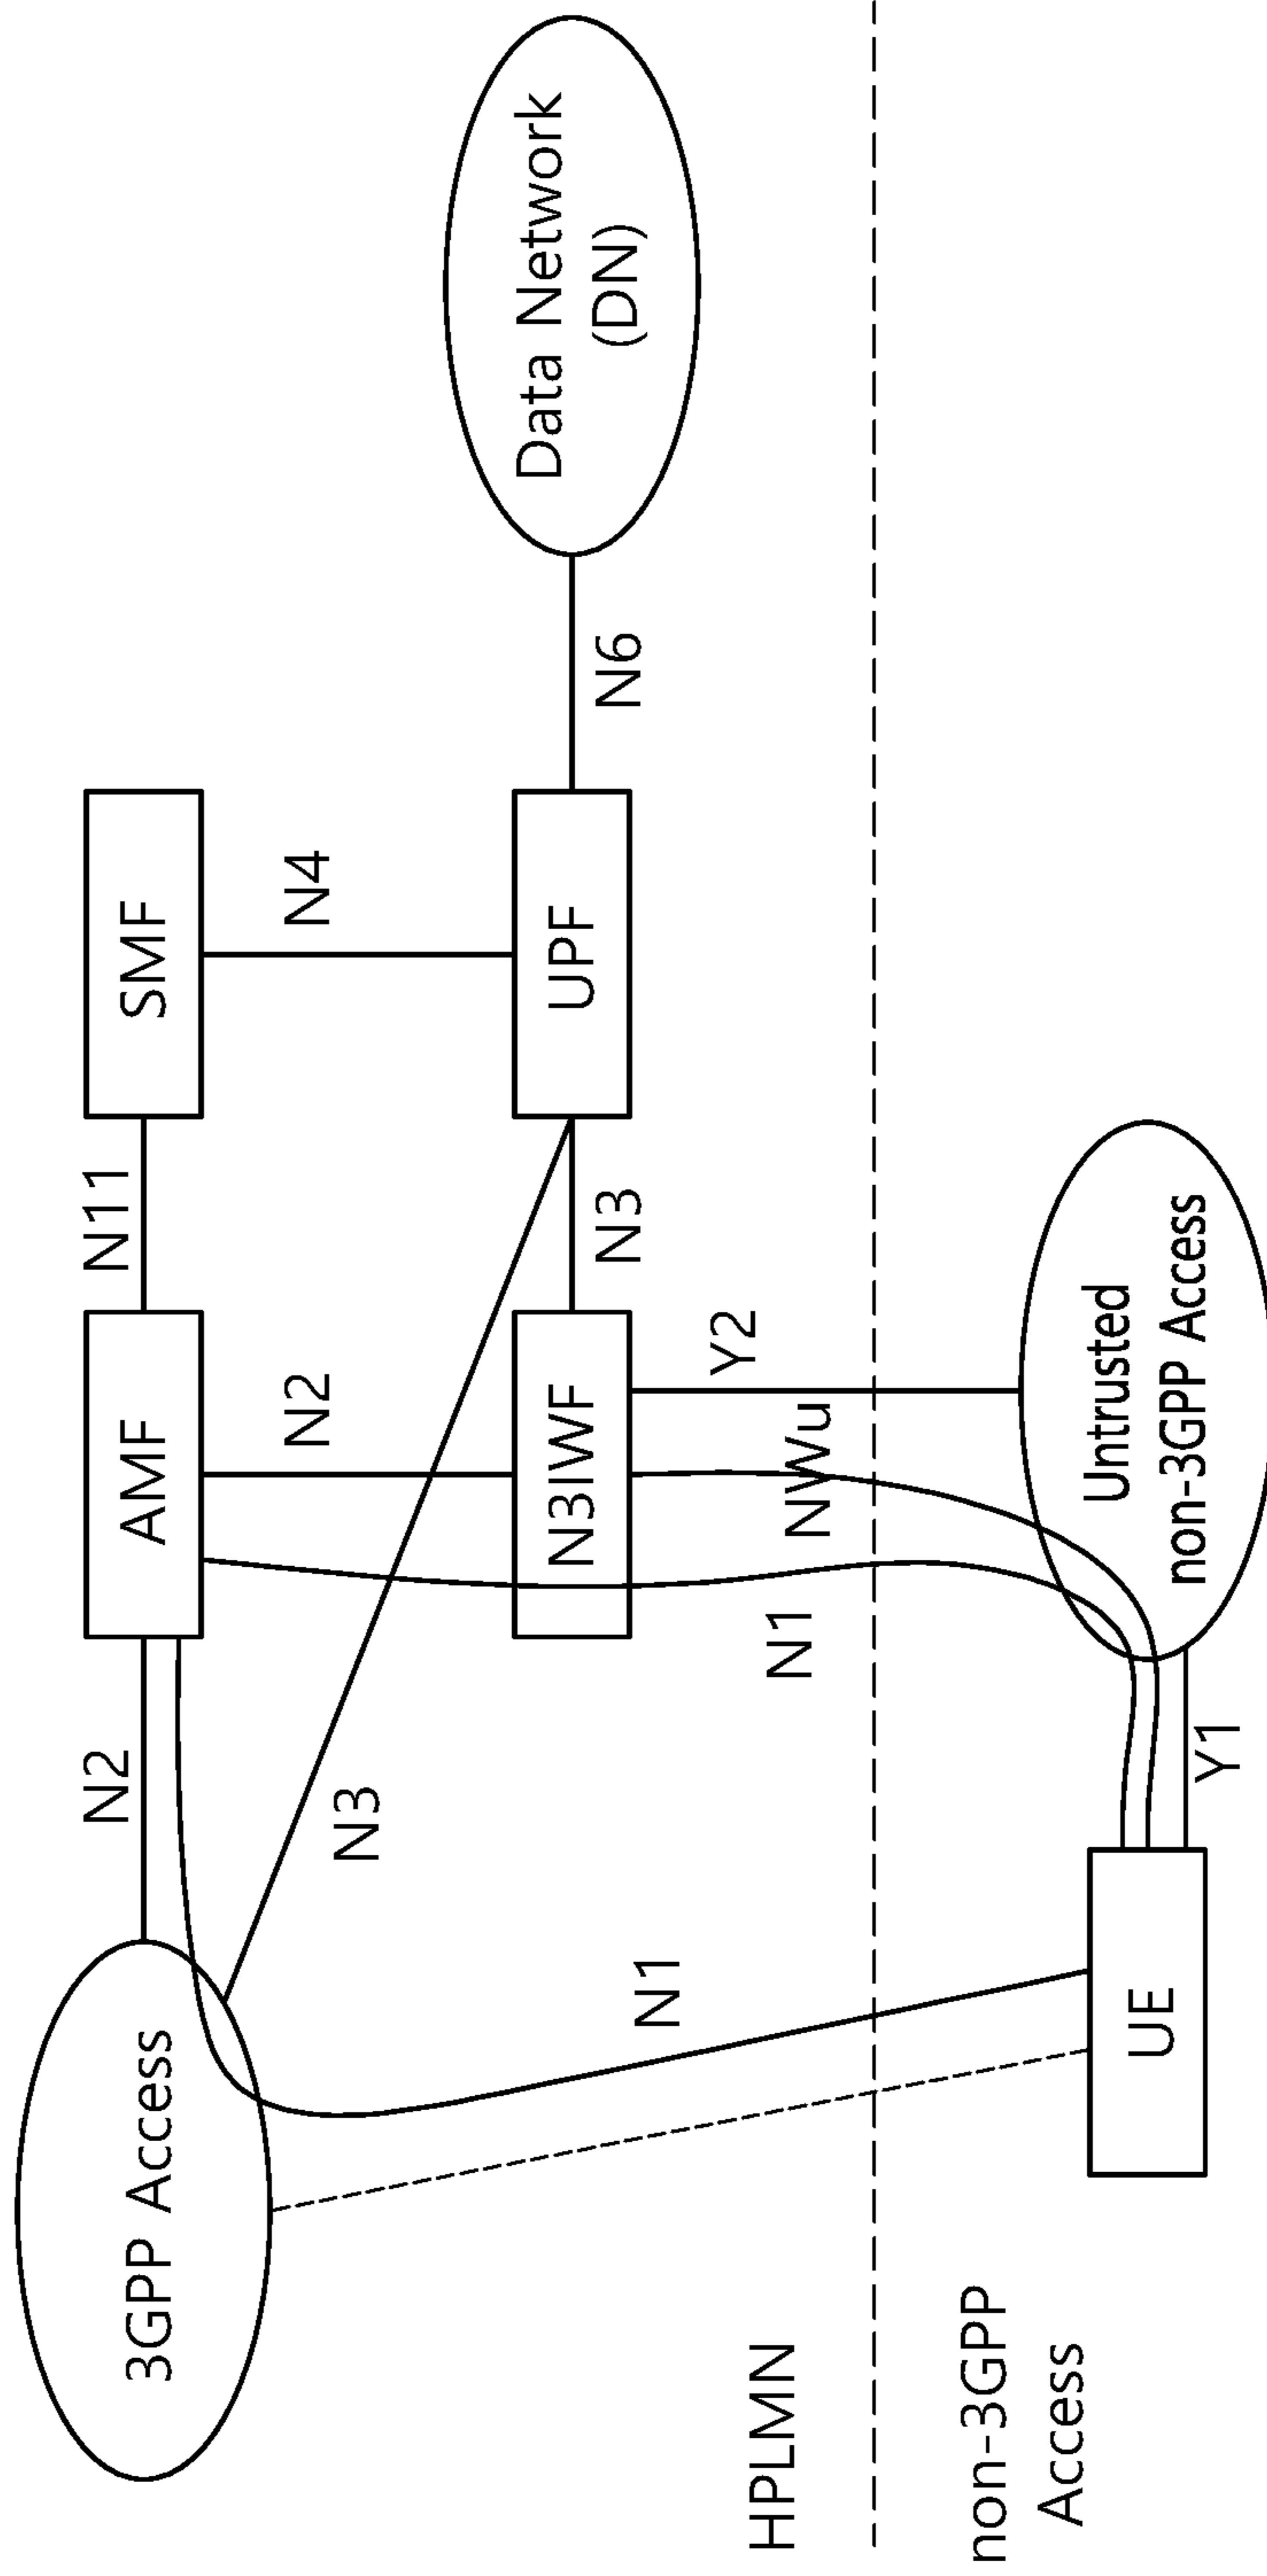 3GPP Access
N2
AMF
N11
SMF
N3
N2
N4
N1
N3IWF
N3
UPF
N6
Data Network
(DN)
HPLMN
N1
NWu
Y2
non-3GPP
Access
UE
Y1
Untrusted
non-3GPP Access